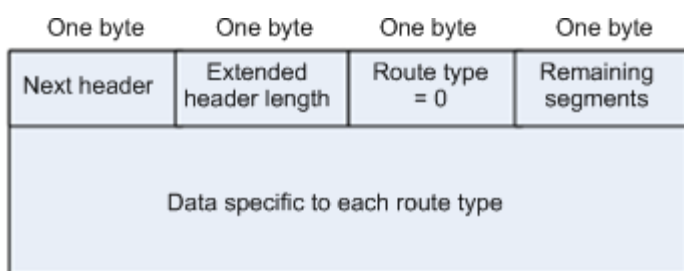 One byte One byte One byte One byte
Next header Extended header length Route type = 0 Remaining segments
Data specific to each route type